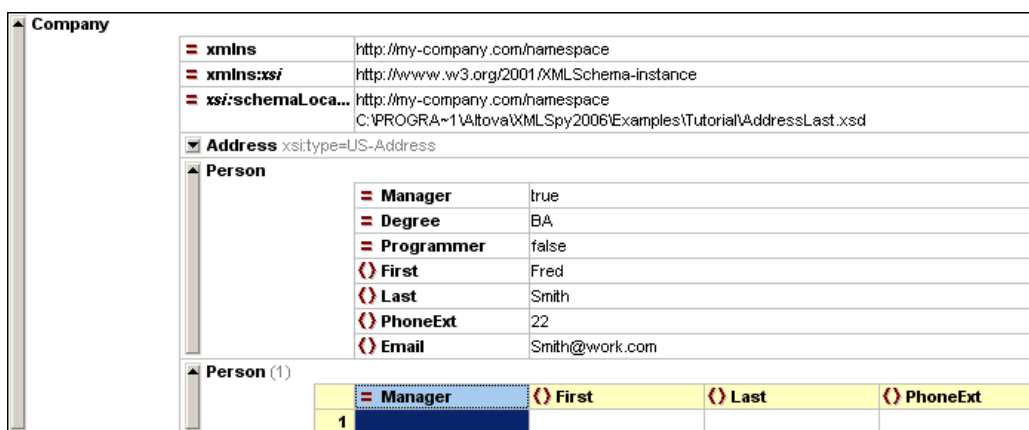 Company
= xmlns http://my-company.com/namespace
= xmlns:xsi http://www.w3.org/2001/XMLSchema-instance
= xsi:schemaLoca... http://my-company.com/namespace
C:\PROGRA~1\Altova\XMLSpy2006\Examples\Tutorial\AddressLast.xsd
Address xsi:type=US-Address
Person
= Manager true
= Degree BA
= Programmer false
() First Fred
() Last Smith
() PhoneExt 22
() Email Smith@work.com
Person (1)
= Manager () First () Last () PhoneExt
1